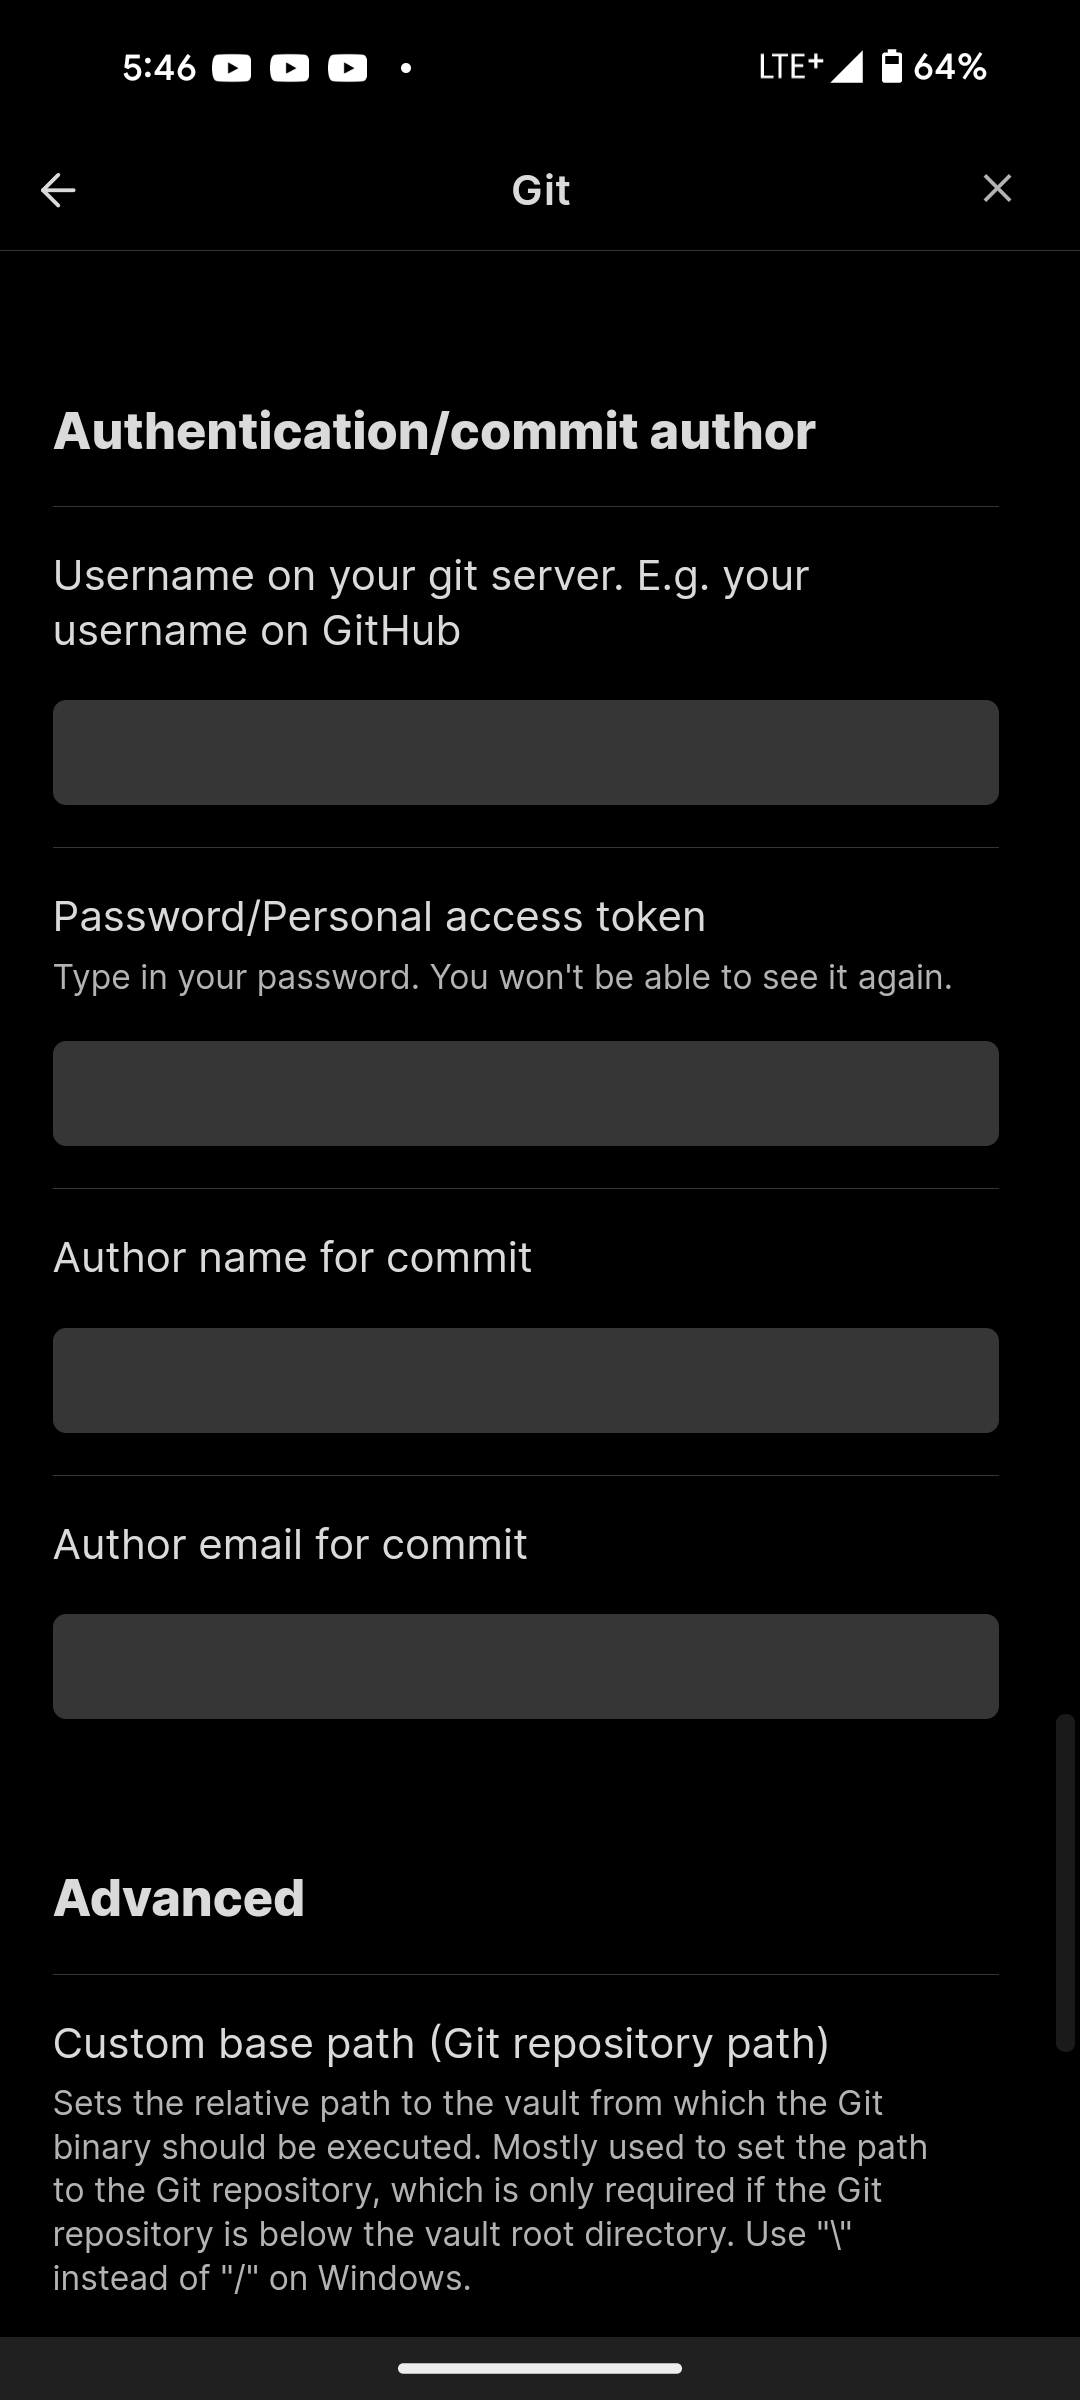 5:46 LTE+ 64%
Git
Authentication/commit author
Username on your git server. E.g. your
username on GitHub
Password/Personal access token
Type in your password. You won't be able to see it again.
Author name for commit
Author email for commit
Advanced
Custom base path (Git repository path)
Sets the relative path to the vault from which the Git
binary should be executed. Mostly used to set the path
to the Git repository, which is only required if the Git
repository is below the vault root directory. Use "\"
instead of "/" on Windows.